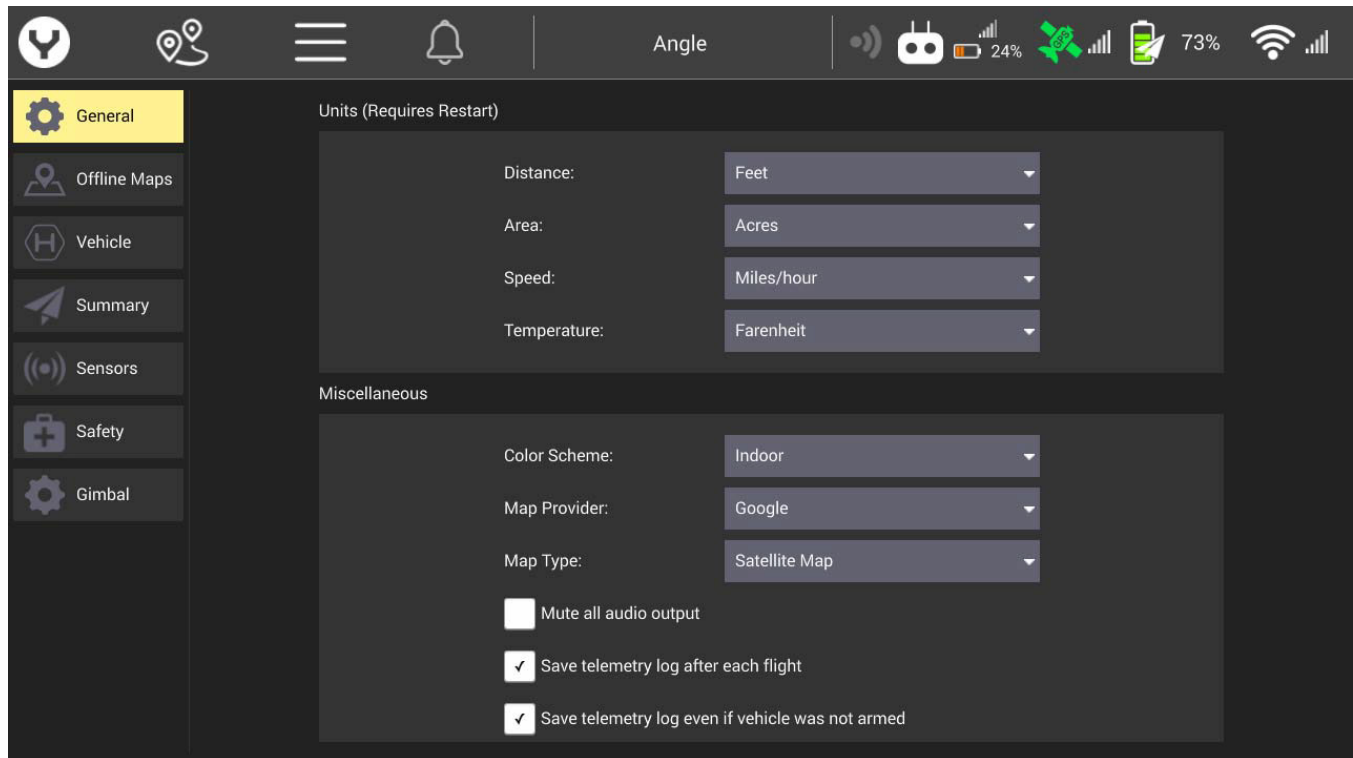 Angle
24%
GPS
73%
General
Offline Maps
Vehicle
Summary
Sensors
Safety
Gimbal
Units (Requires Restart)
Distance: Feet
Area: Acres
Speed: Miles/hour
Temperature: Farenheit
Miscellaneous
Color Scheme: Indoor
Map Provider: Google
Map Type: Satellite Map
Mute all audio output
Save telemetry log after each flight
Save telemetry log even if vehicle was not armed